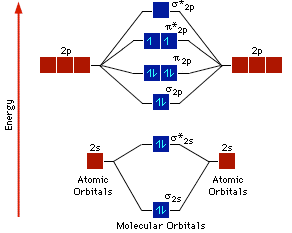 σ*2p
π*2p
2p
2p
π2p
σ2p
Energy
σ*2s
2s
2s
Atomic
Orbitals
Atomic
Orbitals
σ2s
Molecular Orbitals